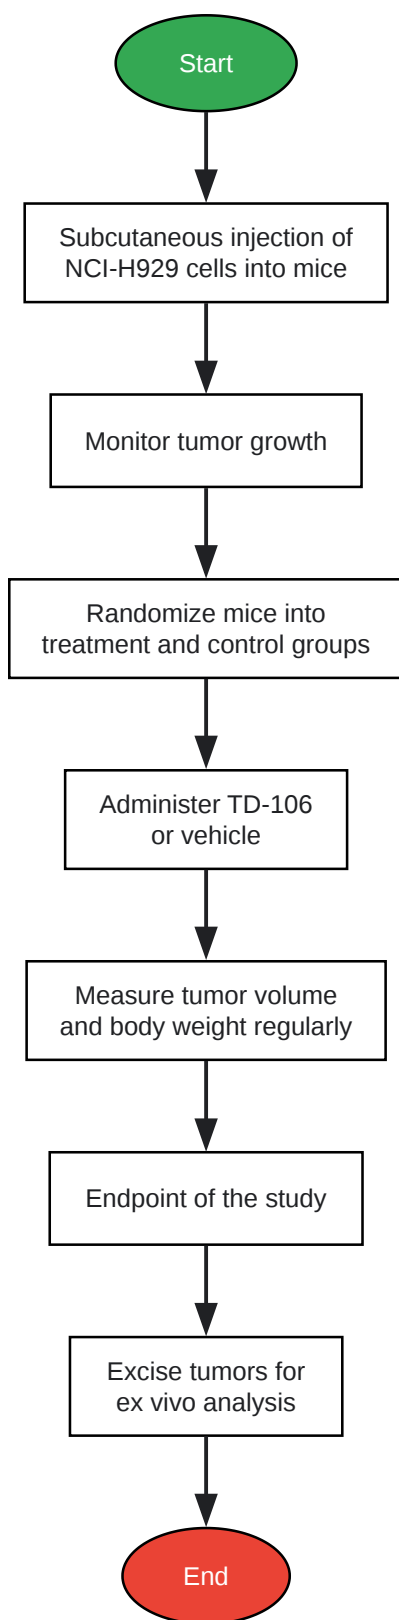 Start
Subcutaneous injection of
NCI-H929 cells into mice
Monitor tumor growth
Randomize mice into
treatment and control groups
Administer TD-106
or vehicle
Measure tumor volume
and body weight regularly
Endpoint of the study
Excise tumors for
ex vivo analysis
End